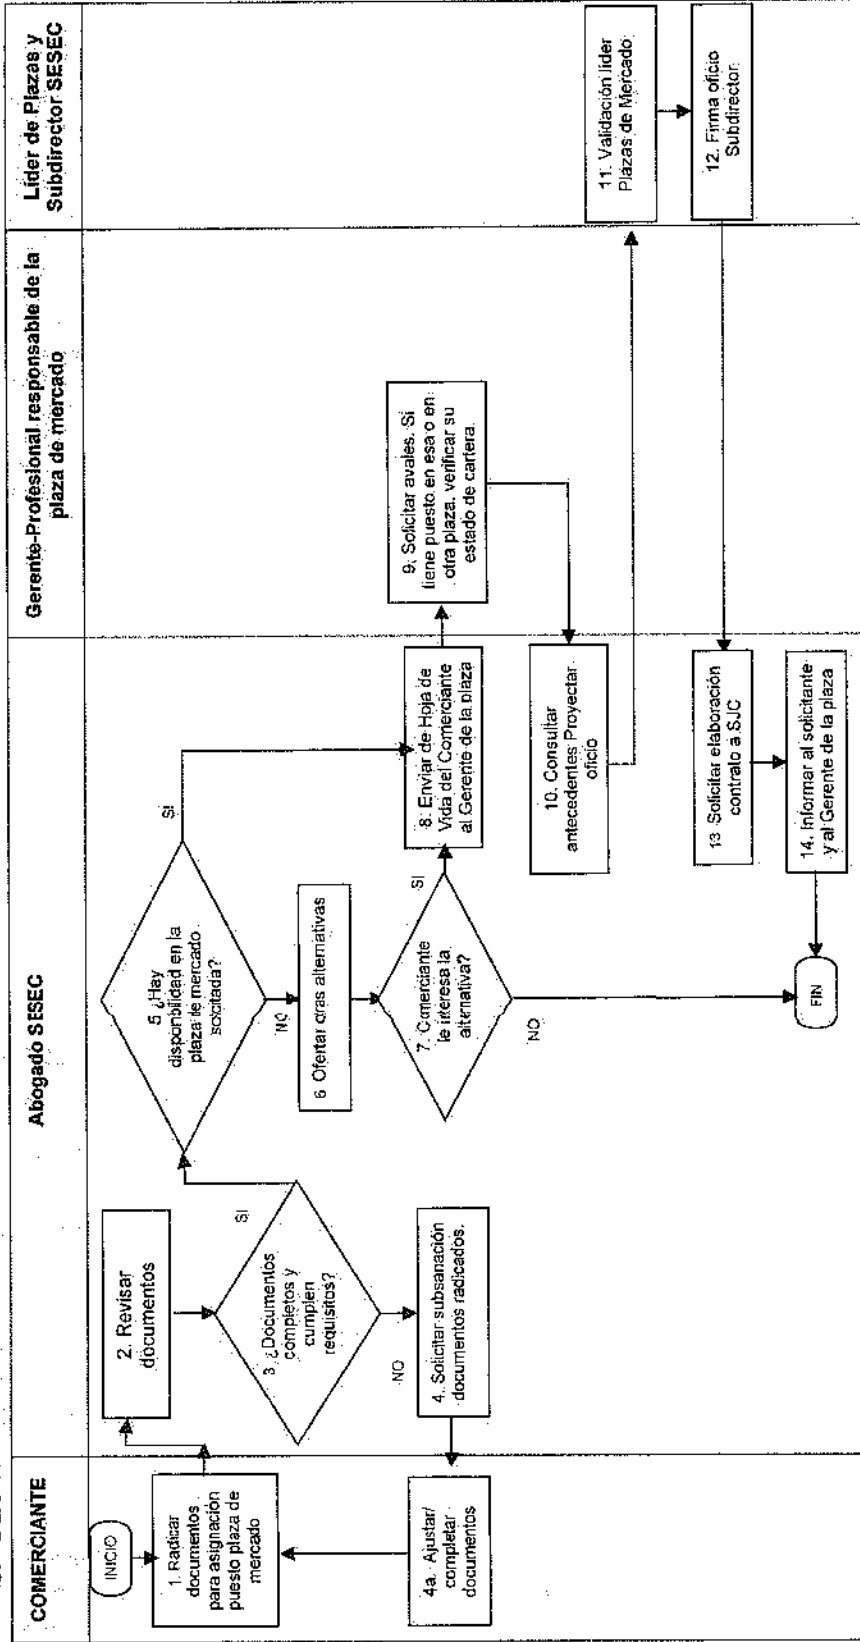 COMERCIANTE
Abogado SESEC
Gerente-Profesional responsable de la
plaza de mercado
Líder de Plazas y
Subdirector SESEC
INICIO
1. Radicar
documentos
para asignación
puesto plaza de
mercado
4a. Ajustar/
completar
documentos
2. Revisar
documentos
3 ¿Documentos
completos y
cumplen
requisitos?
SI
NO
4. Solicitar subsanación
documentos radicados.
5 ¿Hay
disponibilidad en la
plaza de mercado
solicitada?
SI
NO
6 Ofertar otras alternativas
7. Comerciante
le interesa la
alternativa?
SI
NO
8. Enviar de Hoja de
Vida del Comerciante
al Gerente de la plaza
9. Solicitar avales. Si
tiene puesto en esa o en
otra plaza, verificar su
estado de cartera.
10. Consultar
antecedentes Proyectar
oficio
11. Validación líder
Plazas de Mercado
12. Firma oficio
Subdirector
13 Solicitar elaboración
contrato a SJC
14. Informar al solicitante
y al Gerente de la plaza
FIN